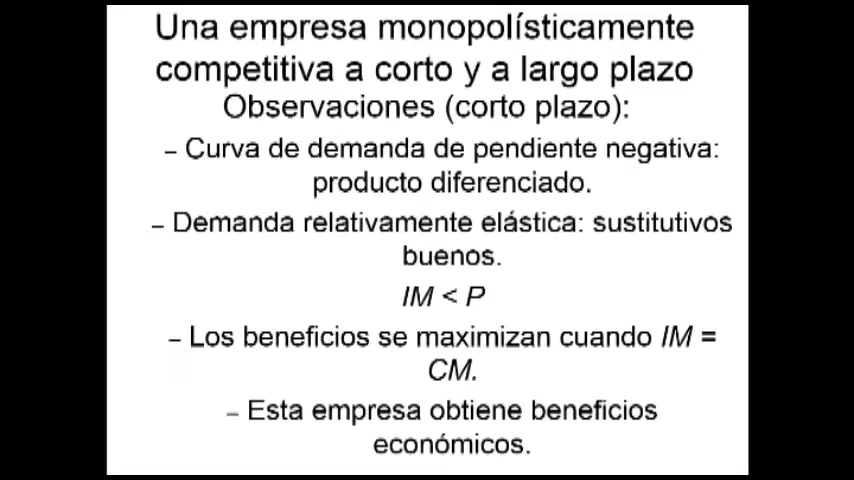 Una empresa monopolísticamente
competitiva a corto y a largo plazo
Observaciones (corto plazo):
– Curva de demanda de pendiente negativa:
producto diferenciado.
– Demanda relativamente elástica: sustitutivos
buenos.
IM < P
– Los beneficios se maximizan cuando IM =
CM.
– Esta empresa obtiene beneficios
económicos.